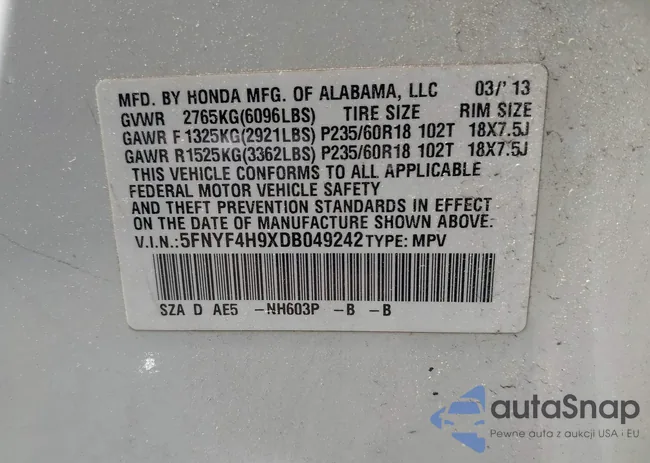 MFD. BY HONDA MFG. OF ALABAMA, LLC 03/'13
GVWR 2765KG(6096LBS) TIRE SIZE RIM SIZE
GAWR F1325KG(2921LBS) P235/60R18 102T 18X7.5J
GAWR R1525KG(3362LBS) P235/60R18 102T 18X7.5J
THIS VEHICLE CONFORMS TO ALL APPLICABLE
FEDERAL MOTOR VEHICLE SAFETY
AND THEFT PREVENTION STANDARDS IN EFFECT
ON THE DATE OF MANUFACTURE SHOWN ABOVE.
V.I.N.:5FNYF4H9XDB049242 TYPE: MPV
SZA D AE5 -NH603P -B -B
autaSnap
Pewne auta z aukcji USA · EU